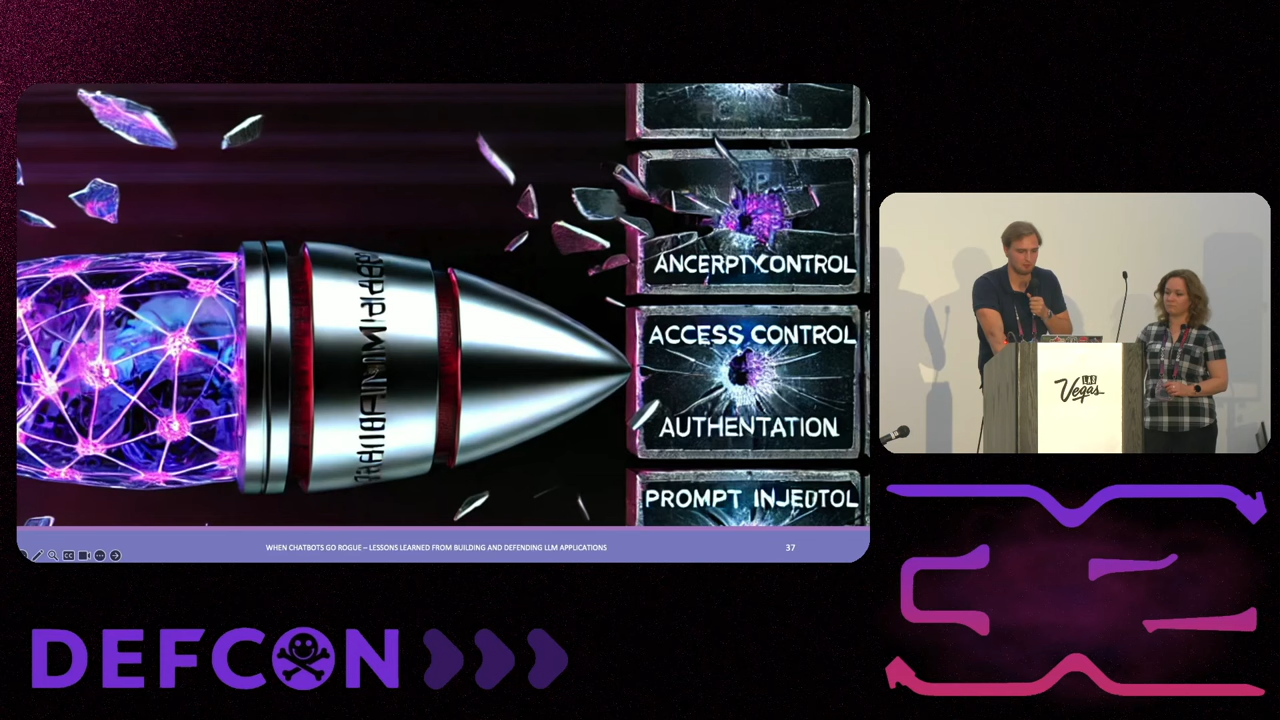 ANCERPTYCONTROL
ACCESS CONTROL
AUTHENTATION
PROMPT INJEDTOL
WHEN CHATBOTS GO ROGUE – LESSONS LEARNED FROM BUILDING AND DEFENDING LLM APPLICATIONS
37
LAS
Vegas
DEFCON